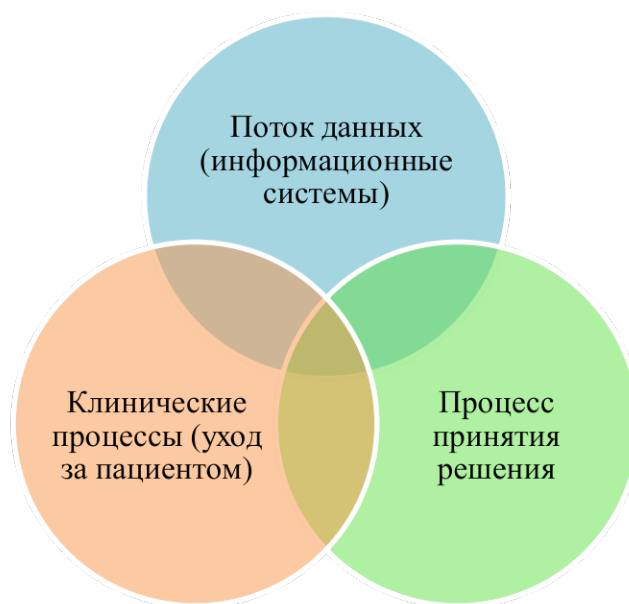 Поток данных
(информационные
системы)
Клинические
процессы (уход
за пациентом)
Процесс
принятия
решения